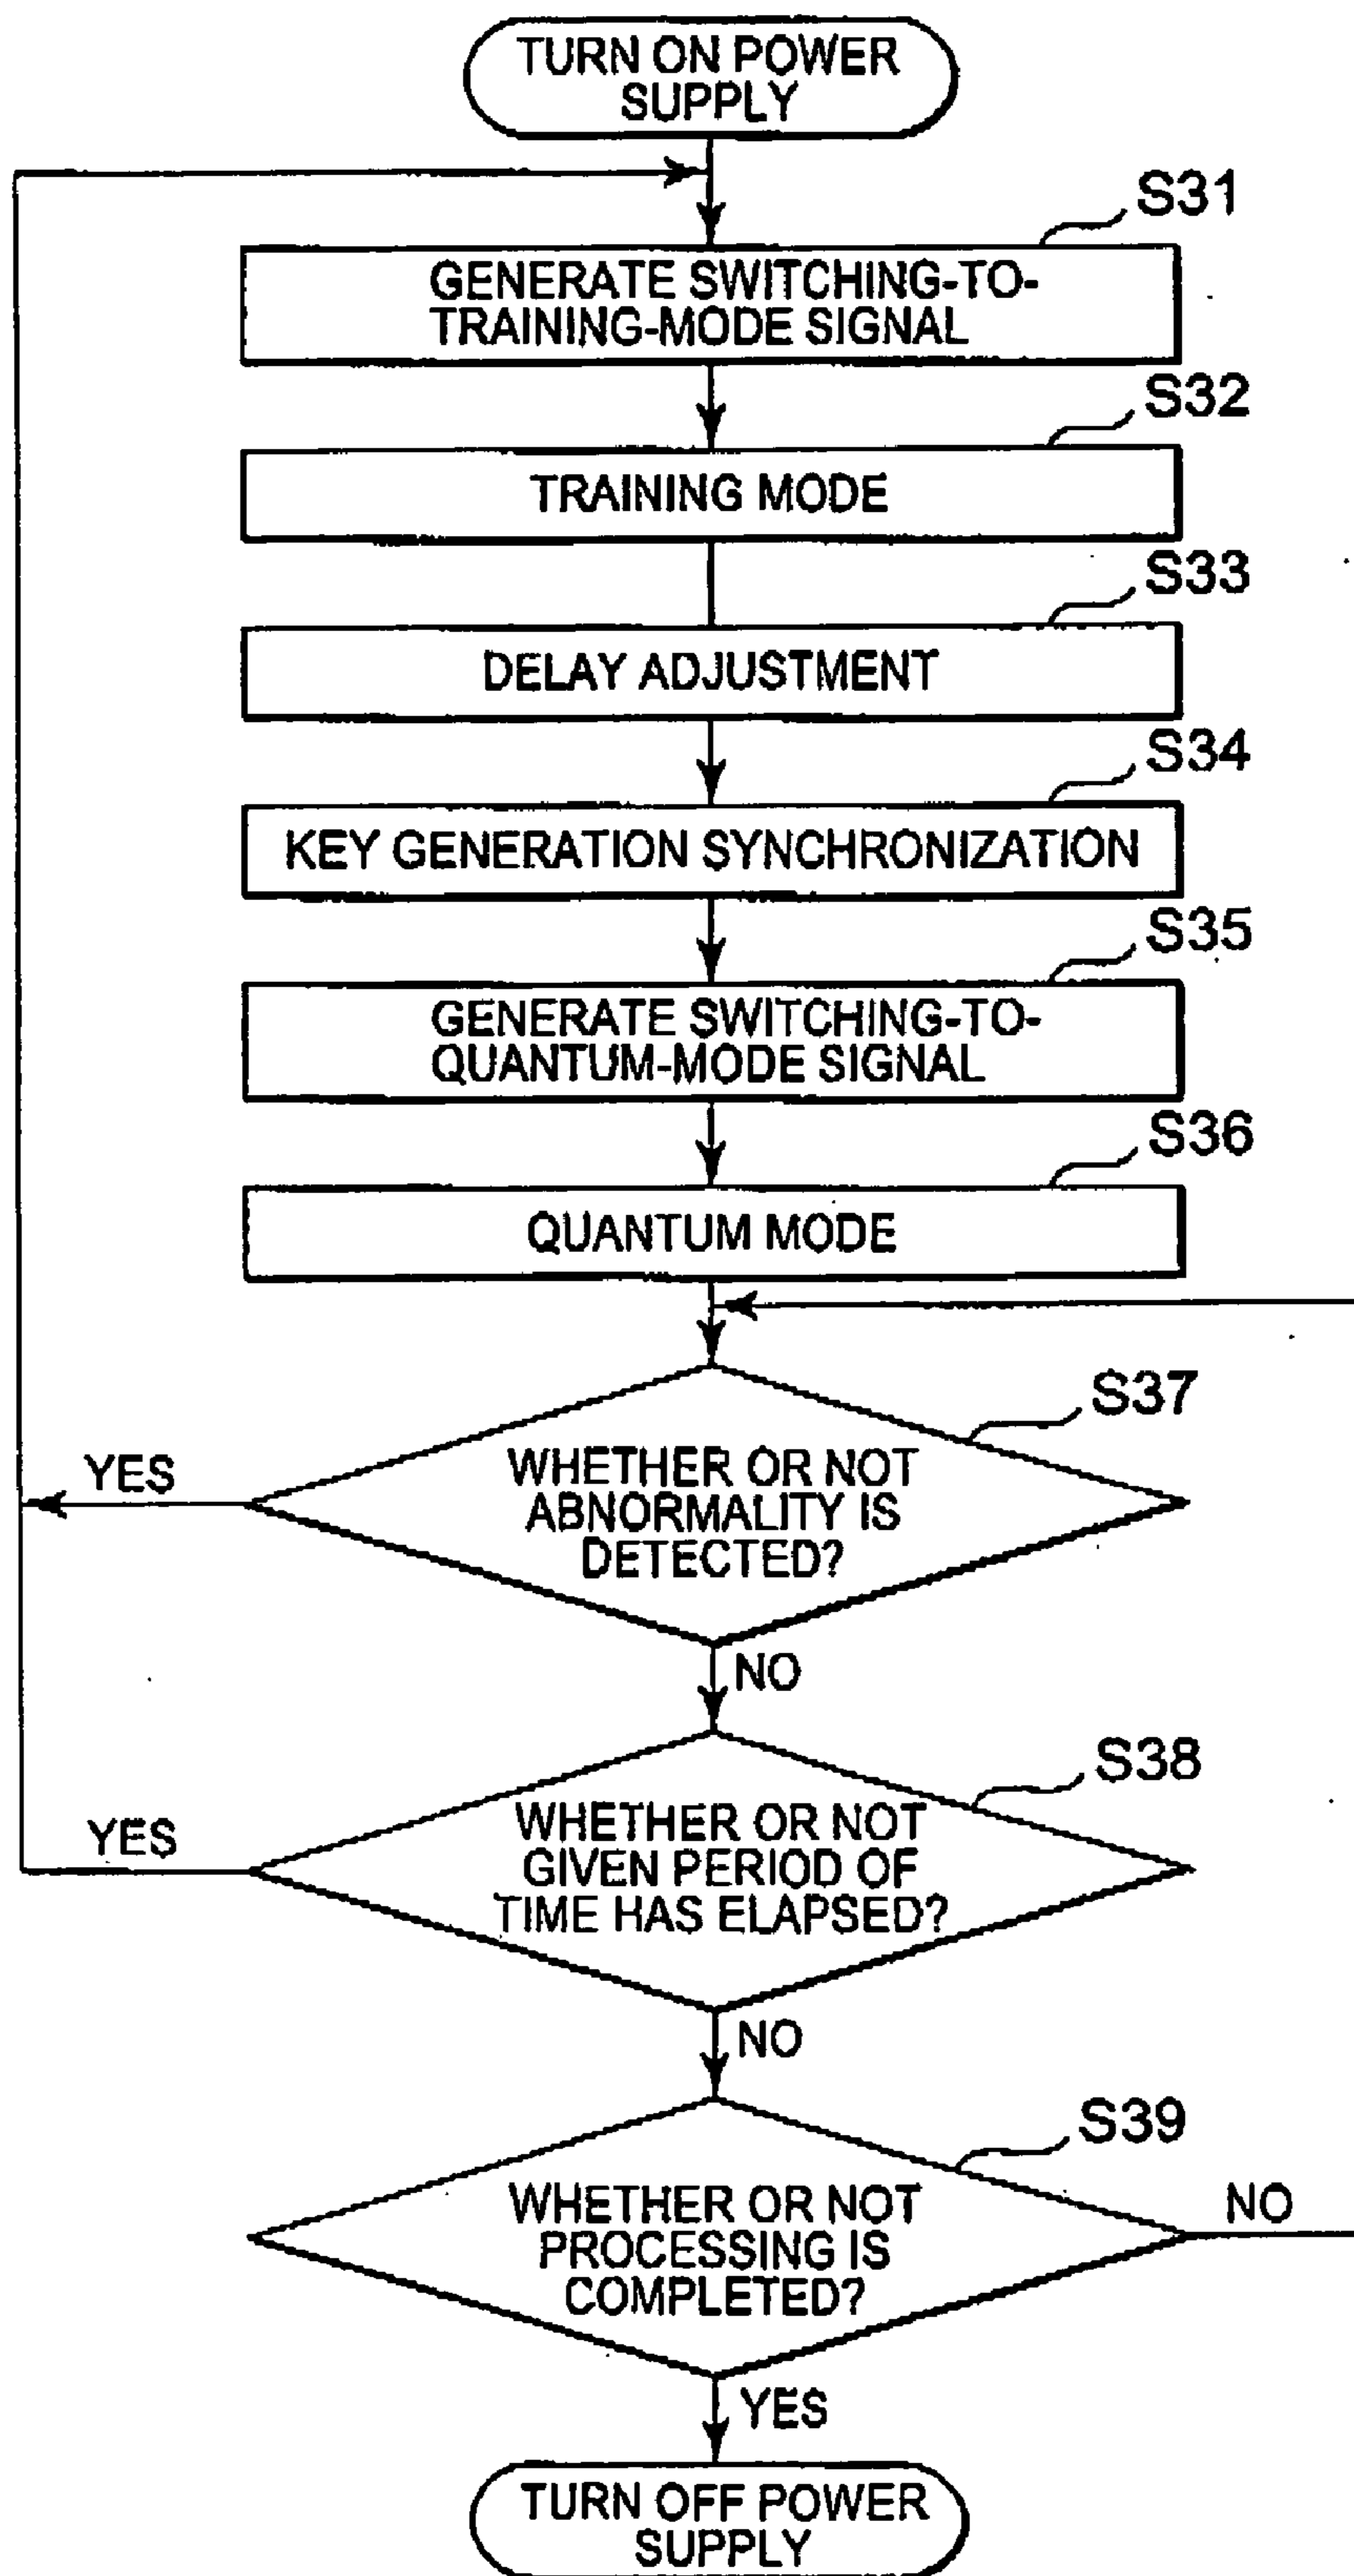 TURN ON POWER
SUPPLY
S31
GENERATE SWITCHING-TO-
TRAINING-MODE SIGNAL
S32
TRAINING MODE
S33
DELAY ADJUSTMENT
S34
KEY GENERATION SYNCHRONIZATION
S35
GENERATE SWITCHING-TO-
QUANTUM-MODE SIGNAL
S36
QUANTUM MODE
S37
WHETHER OR NOT
ABNORMALITY IS
DETECTED?
YES
NO
S38
WHETHER OR NOT
GIVEN PERIOD OF
TIME HAS ELAPSED?
YES
NO
S39
WHETHER OR NOT
PROCESSING IS
COMPLETED?
NO
YES
TURN OFF POWER
SUPPLY